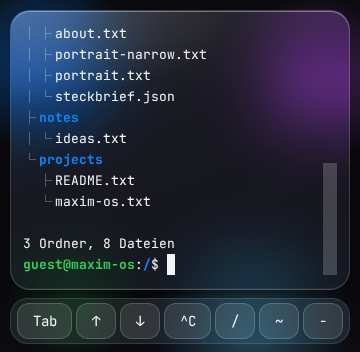 │ ├ about.txt
│ ├ portrait-narrow.txt
│ ├ portrait.txt
│ └ steckbrief.json
├ notes
│ └ ideas.txt
└ projects
  ├ README.txt
  └ maxim-os.txt
3 Ordner, 8 Dateien
guest@maxim-os:/$
Tab ↑ ↓ ^C / ~ -